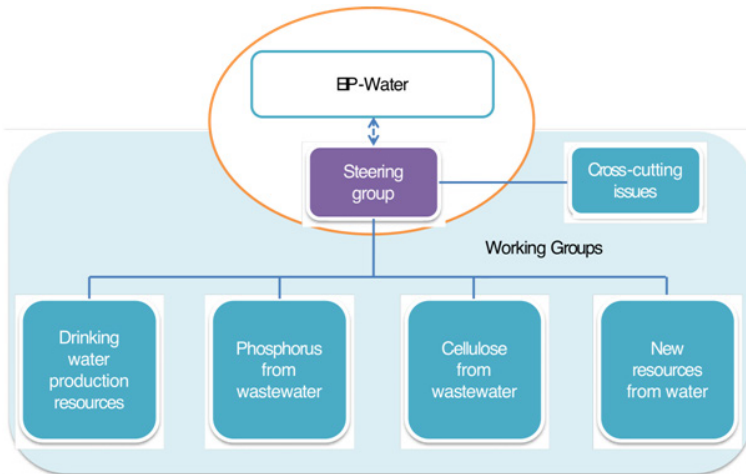 EIP-Water
Steering
group
Cross-cutting
issues
Working Groups
Drinking
water
production
resources
Phosphorus
from
wastewater
Cellulose
from
wastewater
New
resources
from water